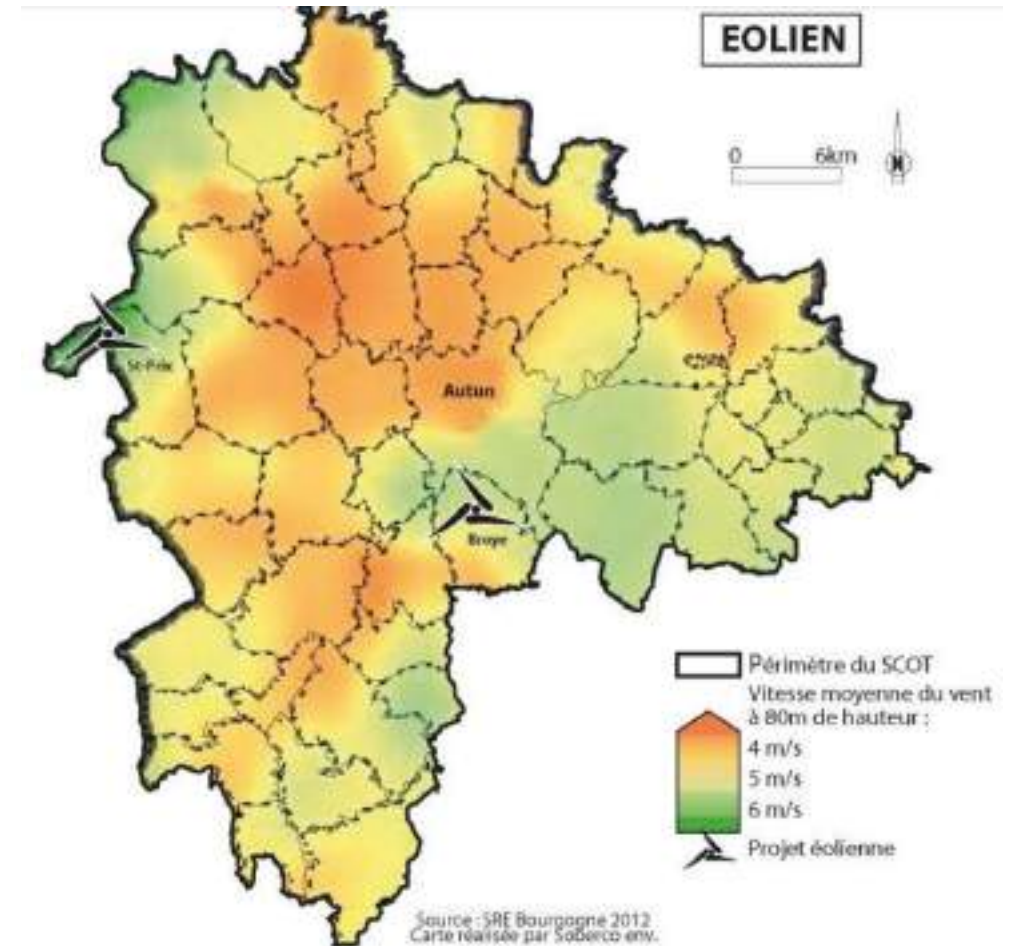 EOLIEN
0 6km
N
St-Prix
Autun
Broye
Périmètre du SCOT
Vitesse moyenne du vent
à 80m de hauteur :
4 m/s
5 m/s
6 m/s
Projet éolienne
Source : SRE Bourgogne 2012
Carte réalisée par Soberco env.